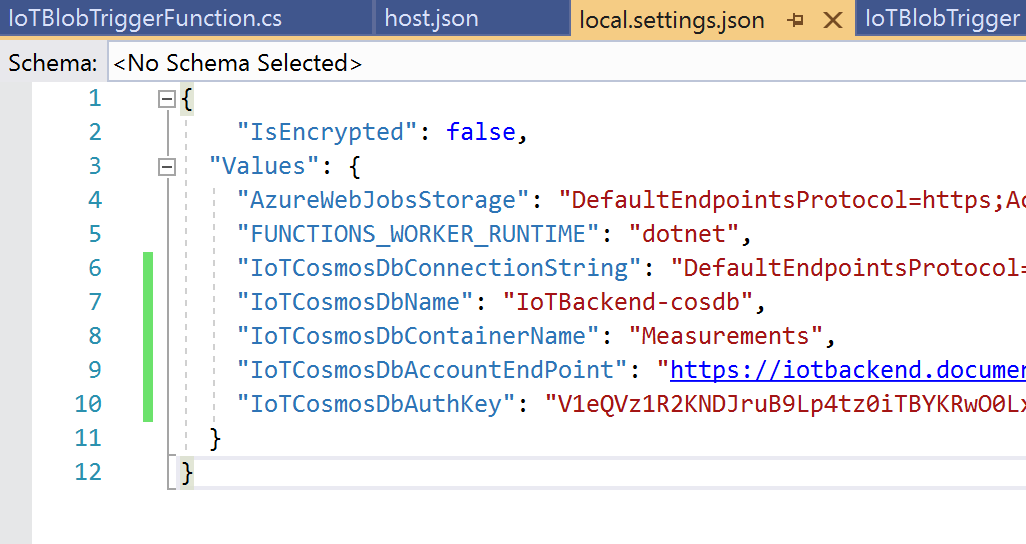 IoTBlobTriggerFunction.cs host.json local.settings.json IoTBlobTrigger
Schema: <No Schema Selected>
1 {
2 "IsEncrypted": false,
3 "Values": {
4 "AzureWebJobsStorage": "DefaultEndpointsProtocol=https;Ac
5 "FUNCTIONS_WORKER_RUNTIME": "dotnet",
6 "IoTCosmosDbConnectionString": "DefaultEndpointsProtocol=
7 "IoTCosmosDbName": "IoTBackend-cosdb",
8 "IoTCosmosDbContainerName": "Measurements",
9 "IoTCosmosDbAccountEndPoint": "https://iotbackend.documen
10 "IoTCosmosDbAuthKey": "V1eQVz1R2KNDJruB9Lp4tz0iTBYKRwO0Lx
11 }
12 }